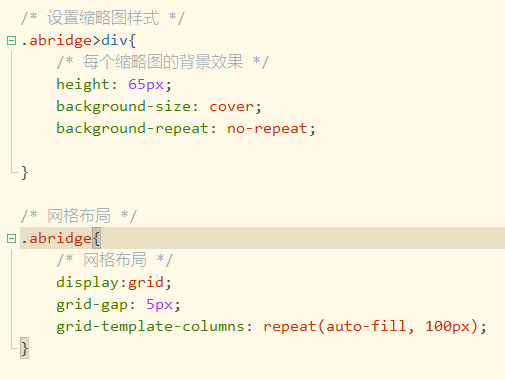 /* 设置缩略图样式 */
.abridge>div{
/* 每个缩略图的背景效果 */
height: 65px;
background-size: cover;
background-repeat: no-repeat;
}
/* 网格布局 */
.abridge{
/* 网格布局 */
display:grid;
grid-gap: 5px;
grid-template-columns: repeat(auto-fill, 100px);
}